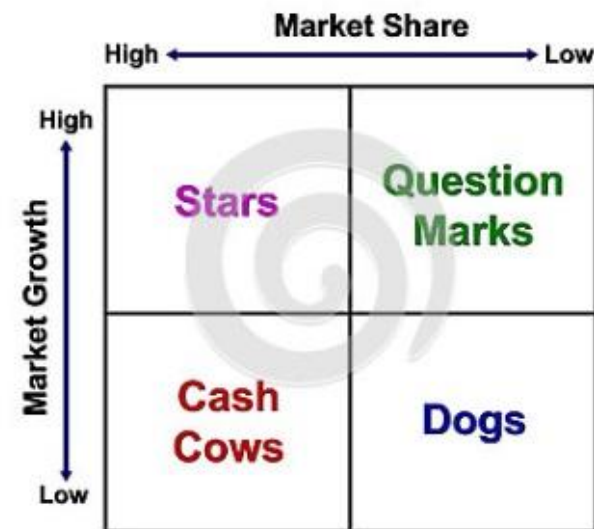 Market Share
High Low
High
Market Growth
Stars
Question
Marks
Cash
Cows
Dogs
Low